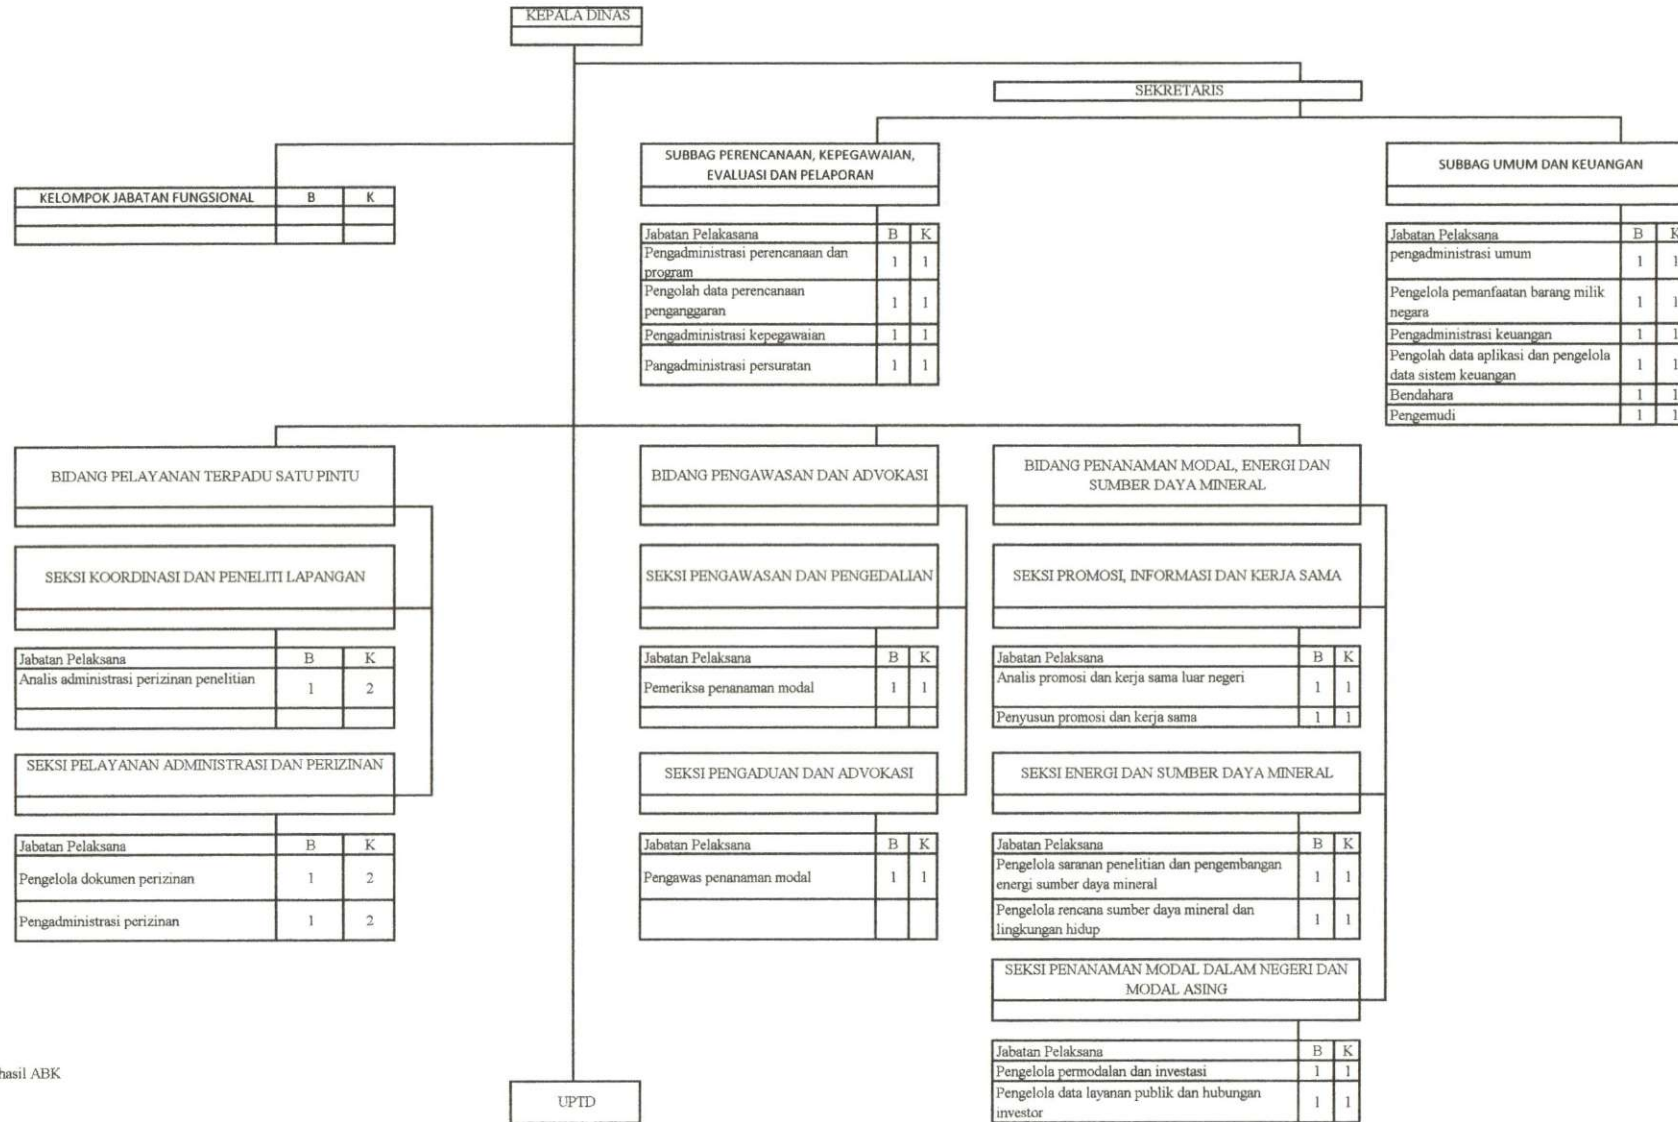 KEPALA DINAS
SEKRETARIS
SUBBAG PERENCANAAN, KEPEGAWAIAN,
EVALUASI DAN PELAPORAN
SUBBAG UMUM DAN KEUANGAN
KELOMPOK JABATAN FUNGSIONAL B K
Jabatan Pelakasana B K
Pengadministrasi perencanaan dan
program 1 1
Pengolah data perencanaan
penganggaran 1 1
Pengadministrasi kepegawaian 1 1
Pangadministrasi persuratan 1 1
Jabatan Pelaksana B K
pengadministrasi umum 1 1
Pengelola pemanfaatan barang milik
negara 1 1
Pengadministrasi keuangan 1 1
Pengolah data aplikasi dan pengelola
data sistem keuangan 1 1
Bendahara 1 1
Pengemudi 1 1
BIDANG PELAYANAN TERPADU SATU PINTU
SEKSI KOORDINASI DAN PENELITI LAPANGAN
Jabatan Pelaksana B K
Analis administrasi perizinan penelitian 1 2
SEKSI PELAYANAN ADMINISTRASI DAN PERIZINAN
Jabatan Pelaksana B K
Pengelola dokumen perizinan 1 2
Pengadministrasi perizinan 1 2
BIDANG PENGAWASAN DAN ADVOKASI
SEKSI PENGAWASAN DAN PENGEDALIAN
Jabatan Pelaksana B K
Pemeriksa penanaman modal 1 1
SEKSI PENGADUAN DAN ADVOKASI
Jabatan Pelaksana B K
Pengawas penanaman modal 1 1
BIDANG PENANAMAN MODAL, ENERGI DAN
SUMBER DAYA MINERAL
SEKSI PROMOSI, INFORMASI DAN KERJA SAMA
Jabatan Pelaksana B K
Analis promosi dan kerja sama luar negeri 1 1
Penyusun promosi dan kerja sama 1 1
SEKSI ENERGI DAN SUMBER DAYA MINERAL
Jabatan Pelaksana B K
Pengelola saranan penelitian dan pengembangan
energi sumber daya mineral 1 1
Pengelola rencana sumber daya mineral dan
lingkungan hidup 1 1
SEKSI PENANAMAN MODAL DALAM NEGERI DAN
MODAL ASING
Jabatan Pelaksana B K
Pengelola permodalan dan investasi 1 1
Pengelola data layanan publik dan hubungan
investor 1 1
hasil ABK
UPTD